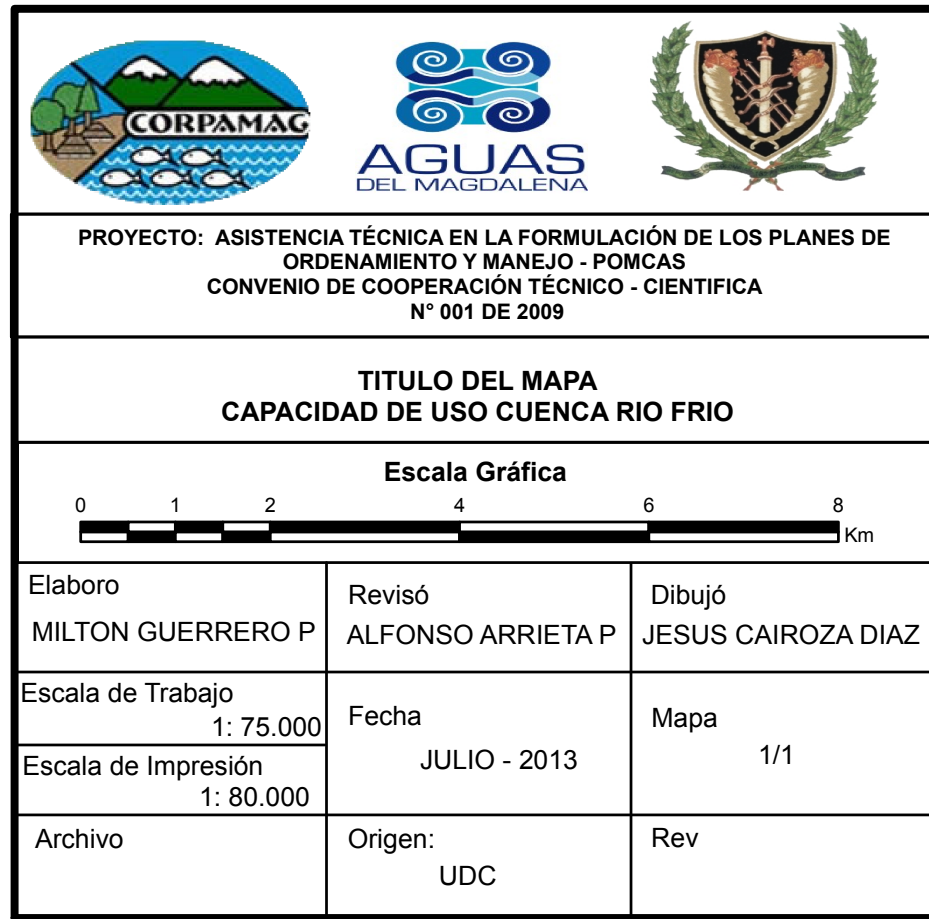 CORPAMAG
AGUAS
DEL MAGDALENA
PROYECTO: ASISTENCIA TÉCNICA EN LA FORMULACIÓN DE LOS PLANES DE
ORDENAMIENTO Y MANEJO - POMCAS
CONVENIO DE COOPERACIÓN TÉCNICO - CIENTIFICA
N° 001 DE 2009
TITULO DEL MAPA
CAPACIDAD DE USO CUENCA RIO FRIO
Escala Gráfica
0 1 2 4 6 8
Km
Elaboro
MILTON GUERRERO P
Revisó
ALFONSO ARRIETA P
Dibujó
JESUS CAIROZA DIAZ
Escala de Trabajo
1: 75.000
Escala de Impresión
1: 80.000
Fecha
JULIO - 2013
Mapa
1/1
Archivo
Origen:
UDC
Rev